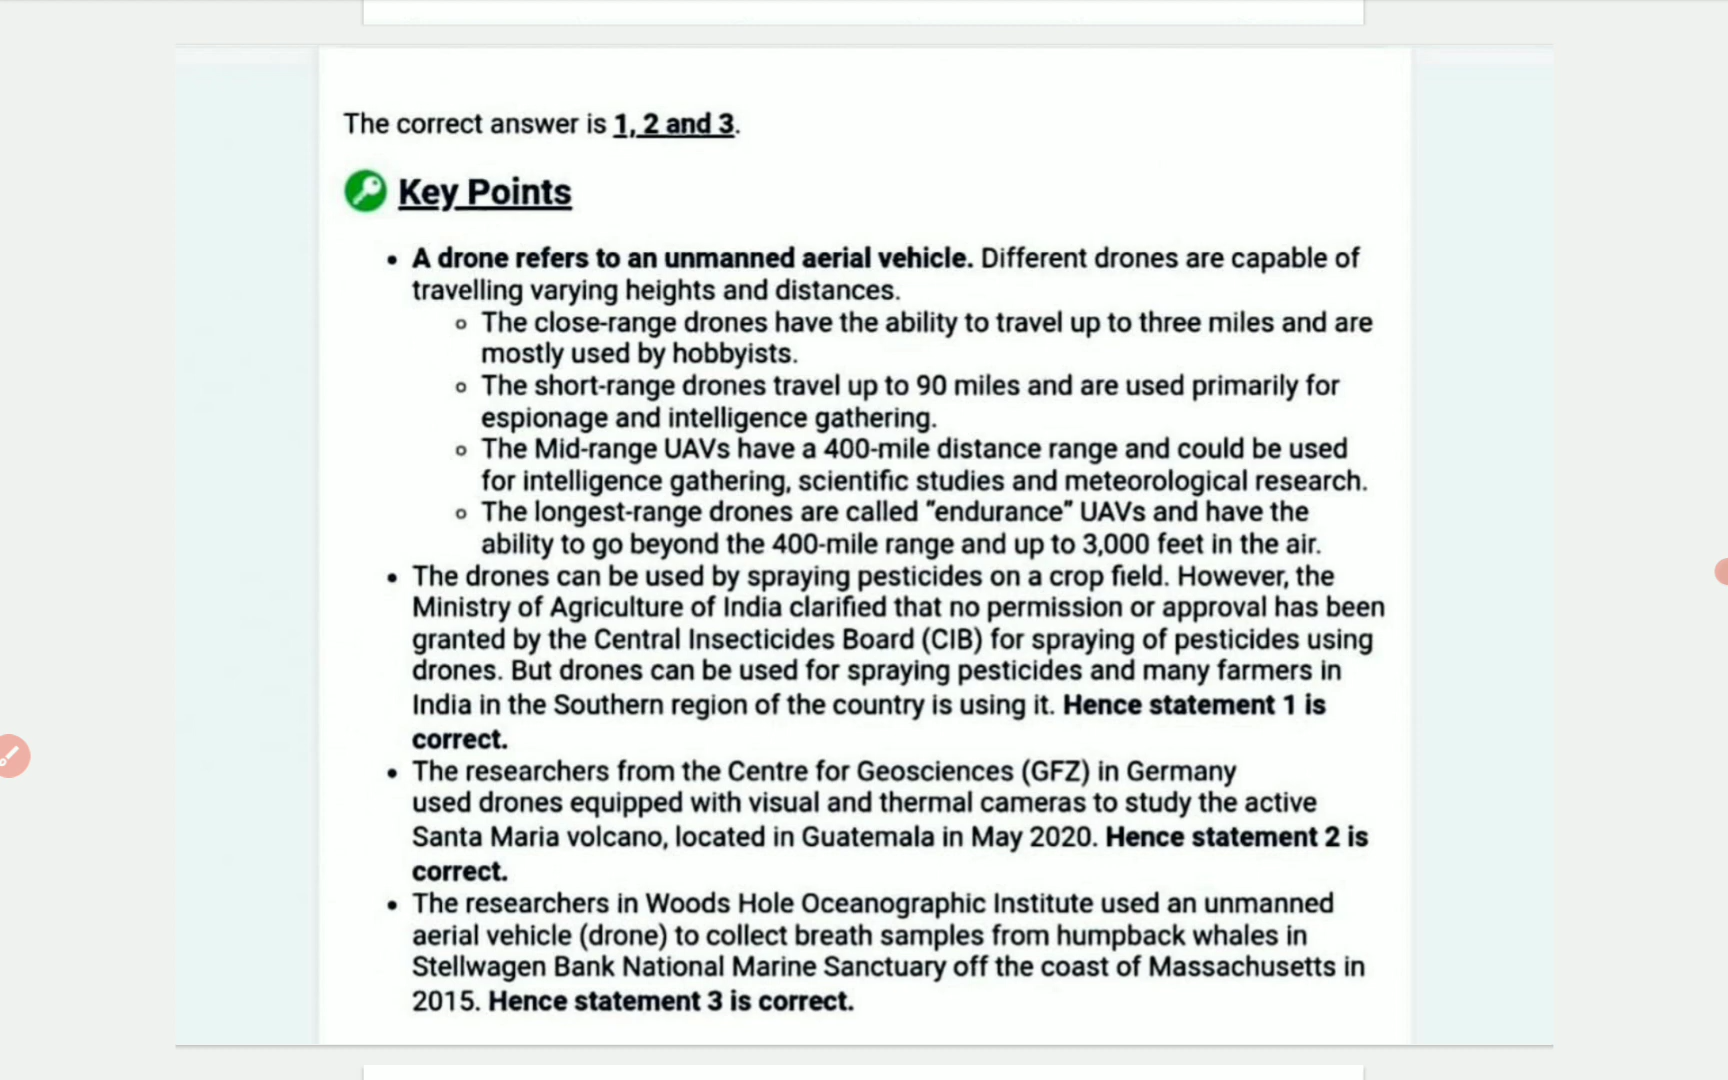 The correct answer is 1, 2 and 3.
Key Points
• A drone refers to an unmanned aerial vehicle. Different drones are capable of
travelling varying heights and distances.
o The close-range drones have the ability to travel up to three miles and are
mostly used by hobbyists.
o The short-range drones travel up to 90 miles and are used primarily for
espionage and intelligence gathering.
o The Mid-range UAVs have a 400-mile distance range and could be used
for intelligence gathering, scientific studies and meteorological research.
o The longest-range drones are called "endurance" UAVs and have the
ability to go beyond the 400-mile range and up to 3,000 feet in the air.
• The drones can be used by spraying pesticides on a crop field. However, the
Ministry of Agriculture of India clarified that no permission or approval has been
granted by the Central Insecticides Board (CIB) for spraying of pesticides using
drones. But drones can be used for spraying pesticides and many farmers in
India in the Southern region of the country is using it. Hence statement 1 is
correct.
• The researchers from the Centre for Geosciences (GFZ) in Germany
used drones equipped with visual and thermal cameras to study the active
Santa Maria volcano, located in Guatemala in May 2020. Hence statement 2 is
correct.
• The researchers in Woods Hole Oceanographic Institute used an unmanned
aerial vehicle (drone) to collect breath samples from humpback whales in
Stellwagen Bank National Marine Sanctuary off the coast of Massachusetts in
2015. Hence statement 3 is correct.